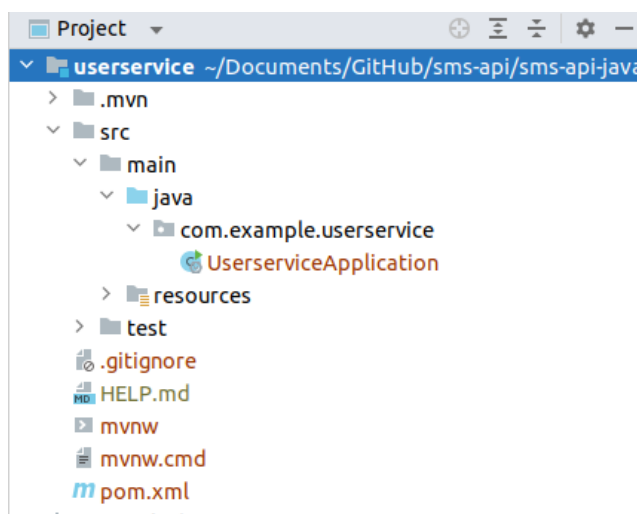 Project
userservice ~/Documents/GitHub/sms-api/sms-api-java
.mvn
src
main
java
com.example.userservice
UserserviceApplication
resources
test
.gitignore
MD HELP.md
mvnw
mvnw.cmd
m pom.xml